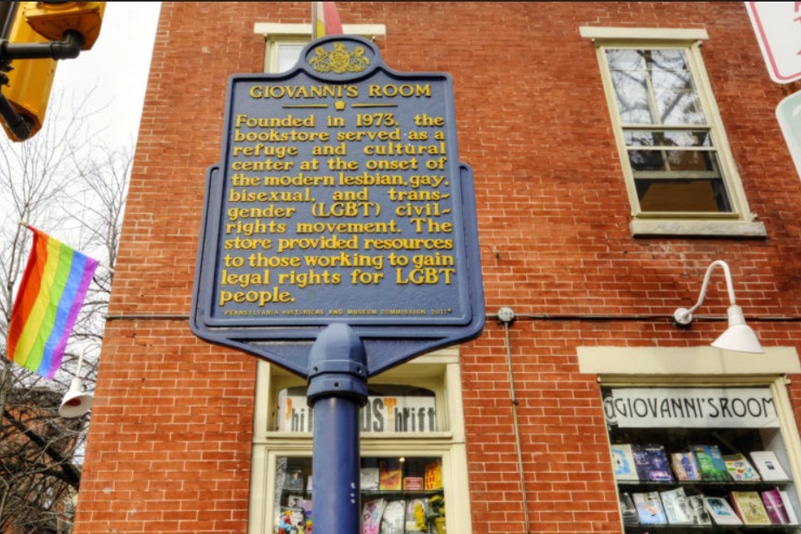 GIOVANNI'S ROOM
Founded in 1973, the
bookstore served as a
refuge and cultural
center at the onset of
the modern lesbian, gay,
bisexual, and trans-
gender (LGBT) civil-
rights movement. The
store provided resources
to those working to gain
legal rights for LGBT
people.
PENNSYLVANIA HISTORICAL AND MUSEUM COMMISSION 2011
Thrift
GIOVANNI'S ROOM